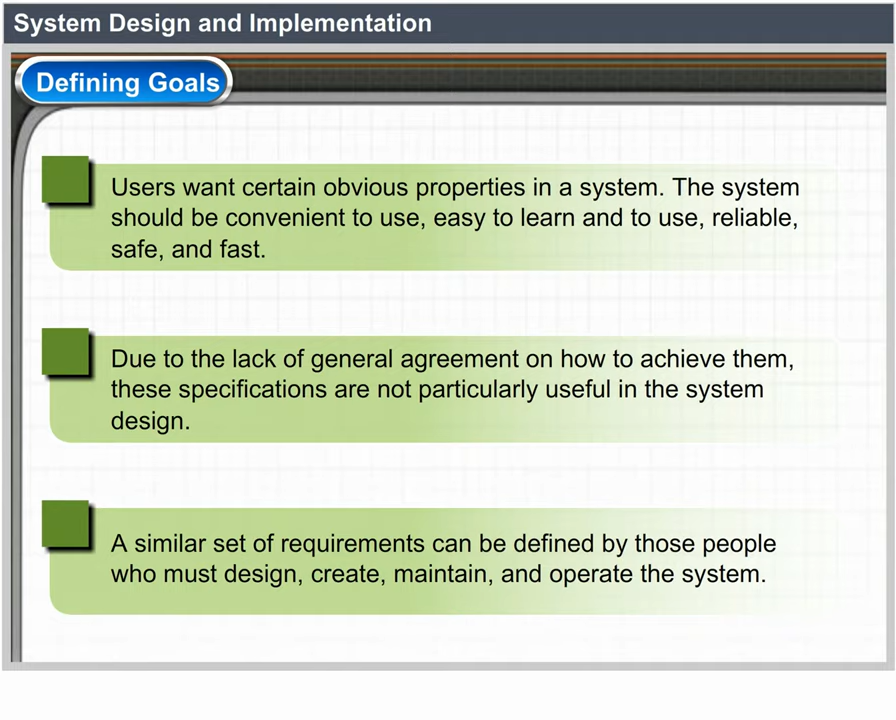 System Design and Implementation
Defining Goals
Users want certain obvious properties in a system. The system
should be convenient to use, easy to learn and to use, reliable,
safe, and fast.
Due to the lack of general agreement on how to achieve them,
these specifications are not particularly useful in the system
design.
A similar set of requirements can be defined by those people
who must design, create, maintain, and operate the system.